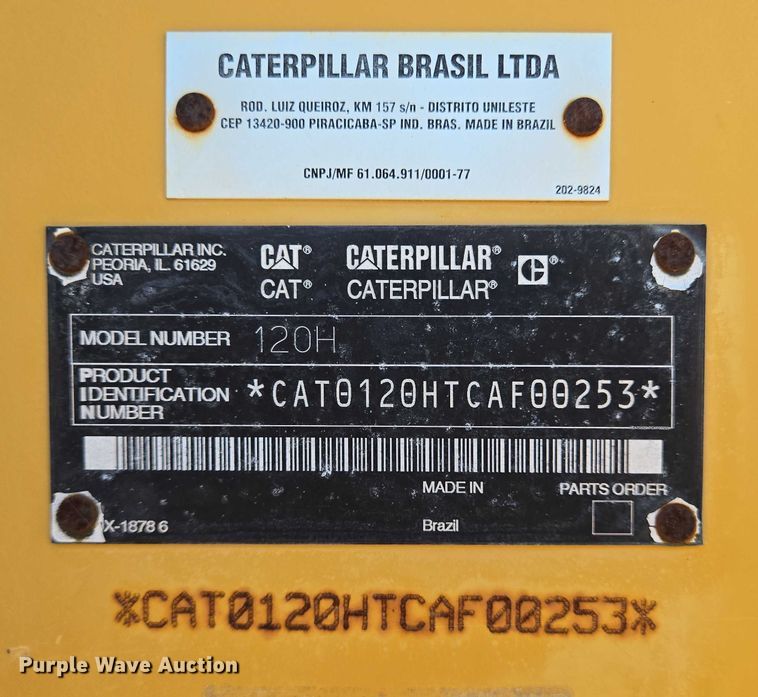 CATERPILLAR BRASIL LTDA
ROD. LUIZ QUEIROZ, KM 157 s/n - DISTRITO UNILESTE
CEP 13420-900 PIRACICABA-SP IND. BRAS. MADE IN BRAZIL
CNPJ/MF 61.064.911/0001-77
202-9824
CATERPILLAR INC.
PEORIA, IL. 61629
USA
CAT® CATERPILLAR®
CAT® CATERPILLAR®
MODEL NUMBER 120H
PRODUCT
IDENTIFICATION
NUMBER
*CAT0120HTCAF00253*
MADE IN
Brazil
PARTS ORDER
X-1878 6
*CAT0120HTCAF00253*
Purple Wave Auction